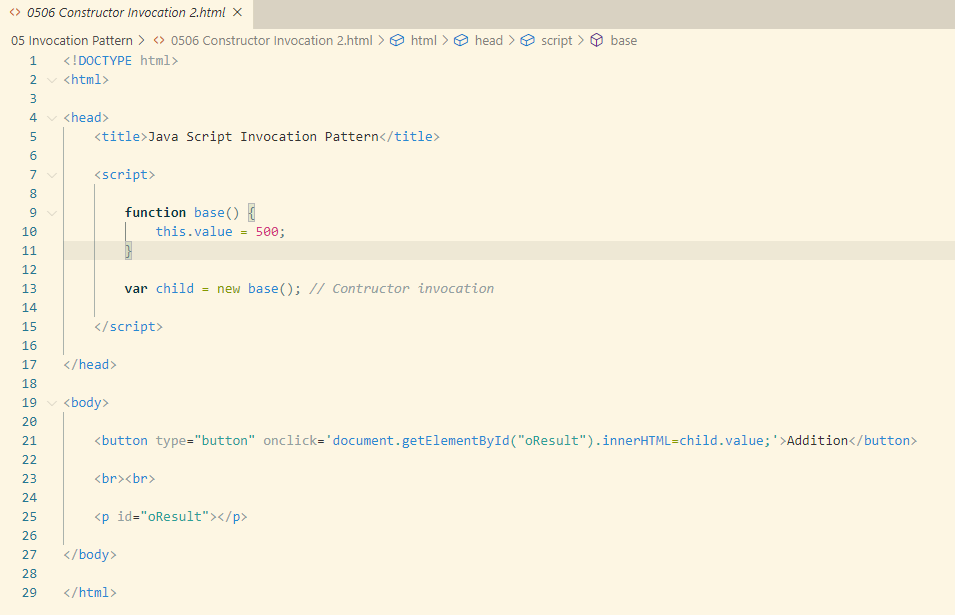 0506 Constructor Invocation 2.html
05 Invocation Pattern > 0506 Constructor Invocation 2.html > html > head > script > base
1 <!DOCTYPE html>
2 <html>
3
4 <head>
5 <title>Java Script Invocation Pattern</title>
6
7 <script>
8
9 function base() {
10 this.value = 500;
11 }
12
13 var child = new base(); // Contructor invocation
14
15 </script>
16
17 </head>
18
19 <body>
20
21 <button type="button" onclick='document.getElementById("oResult").innerHTML=child.value;'>Addition</button>
22
23 <br><br>
24
25 <p id="oResult"></p>
26
27 </body>
28
29 </html>